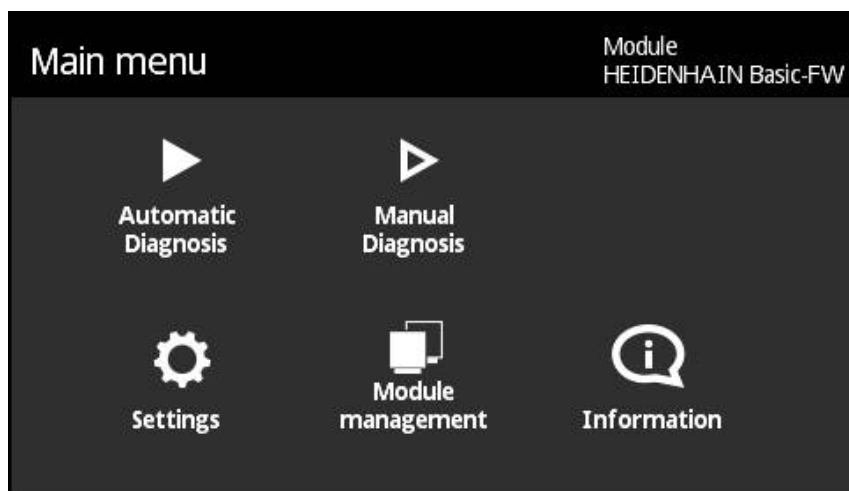 Main menu
Module
HEIDENHAIN Basic-FW
Automatic
Diagnosis
Manual
Diagnosis
Settings
Module
management
Information